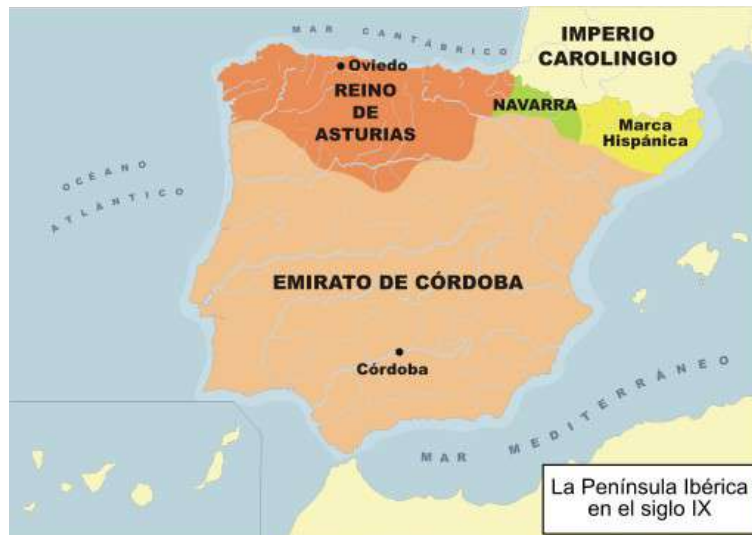 MAR CANTÁBRICO
IMPERIO
CAROLINGIO
Oviedo
REINO
DE
ASTURIAS
NAVARRA
Marca
Hispánica
OCÉANO
ATLÁNTICO
EMIRATO DE CÓRDOBA
Córdoba
MAR MEDITERRÁNEO
La Península Ibérica
en el siglo IX